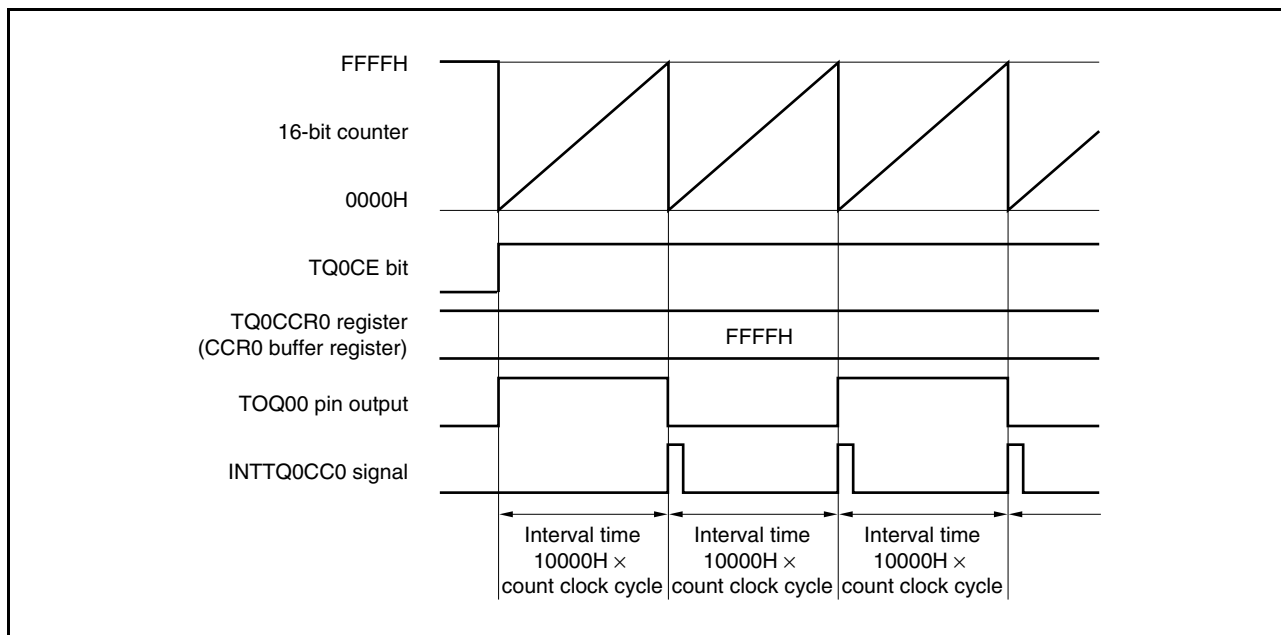 FFFFH
16-bit counter
0000H
TQ0CE bit
TQ0CCR0 register
(CCR0 buffer register)
FFFFH
TOQ00 pin output
INTTQ0CC0 signal
Interval time
10000H ×
count clock cycle
Interval time
10000H ×
count clock cycle
Interval time
10000H ×
count clock cycle